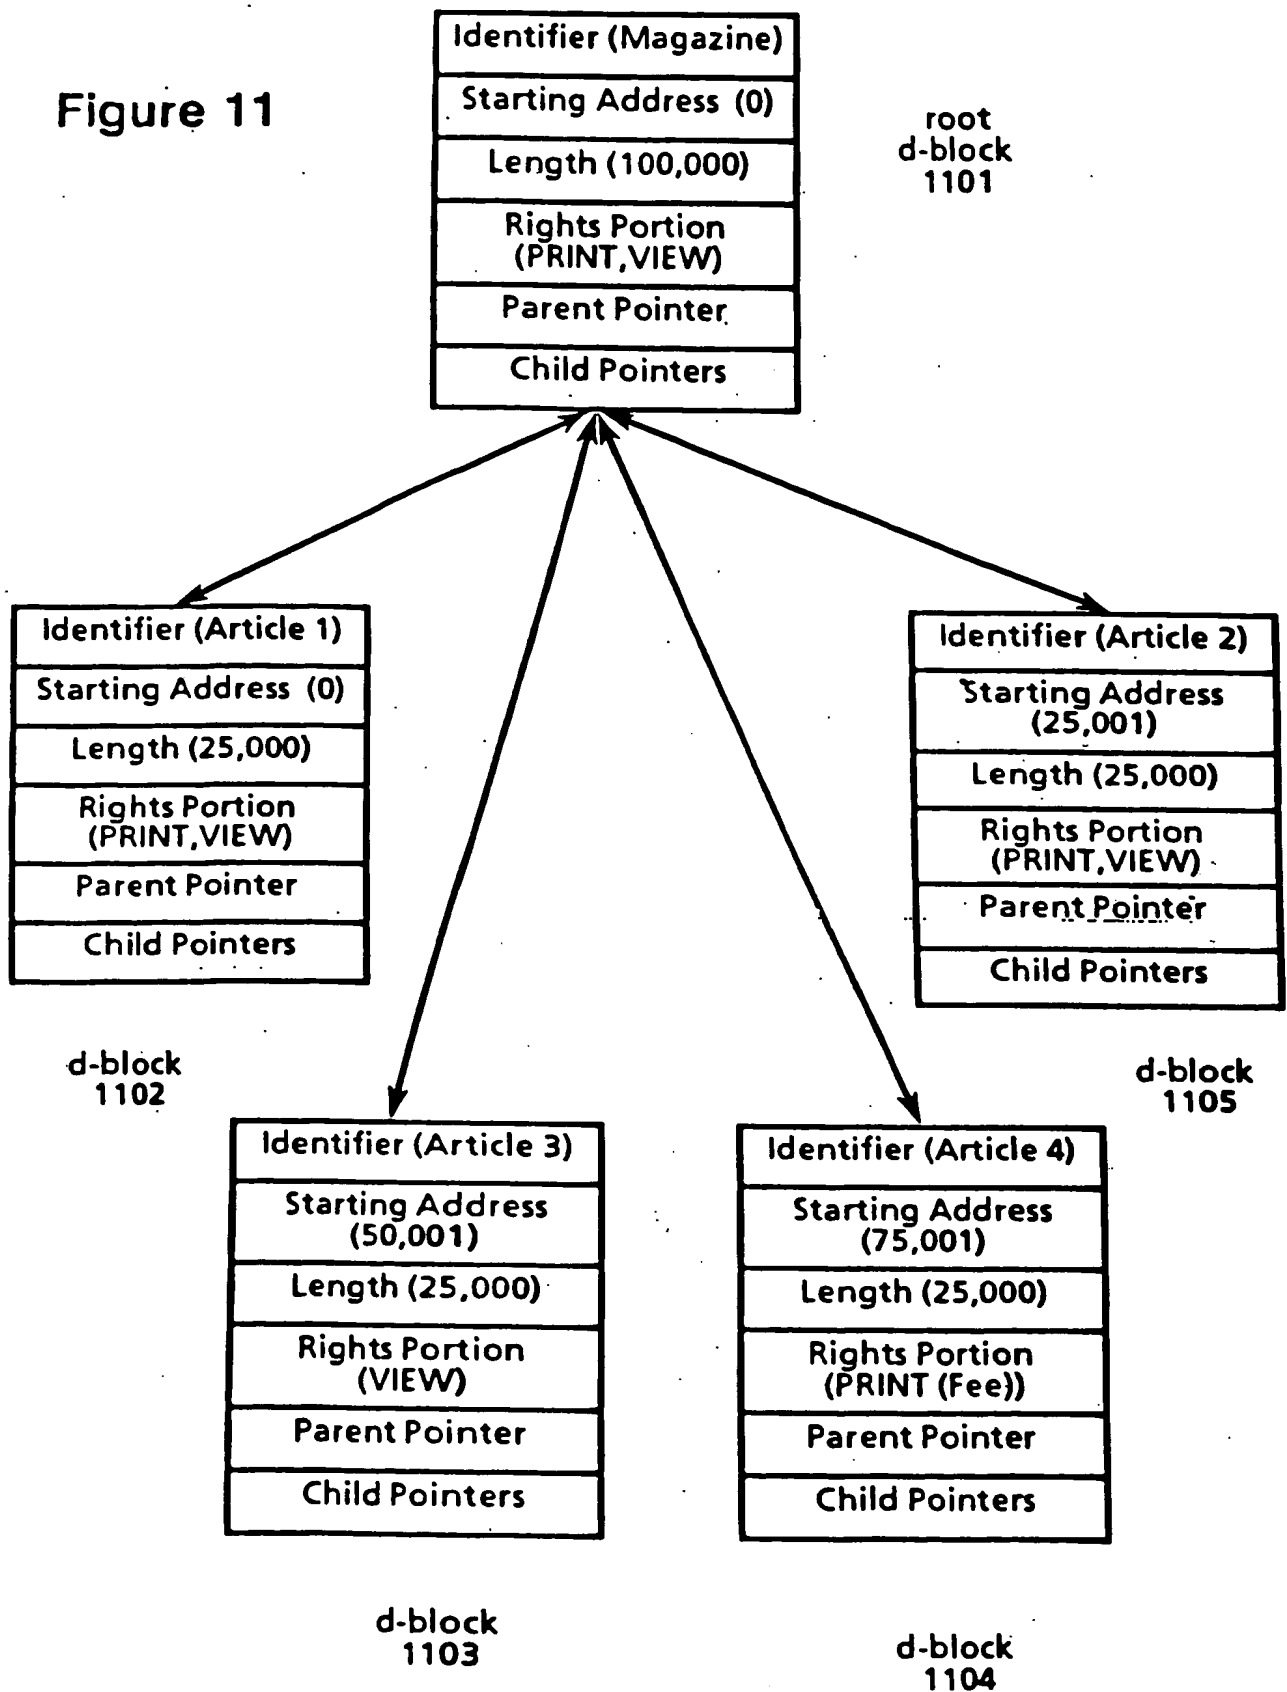 Figure 11
Identifier (Magazine)
Starting Address (0)
Length (100,000)
Rights Portion
(PRINT,VIEW)
Parent Pointer
Child Pointers
root
d-block
1101
Identifier (Article 1)
Starting Address (0)
Length (25,000)
Rights Portion
(PRINT,VIEW)
Parent Pointer
Child Pointers
d-block
1102
Identifier (Article 2)
Starting Address
(25,001)
Length (25,000)
Rights Portion
(PRINT,VIEW)
Parent Pointer
Child Pointers
d-block
1105
Identifier (Article 3)
Starting Address
(50,001)
Length (25,000)
Rights Portion
(VIEW)
Parent Pointer
Child Pointers
d-block
1103
Identifier (Article 4)
Starting Address
(75,001)
Length (25,000)
Rights Portion
(PRINT (Fee))
Parent Pointer
Child Pointers
d-block
1104